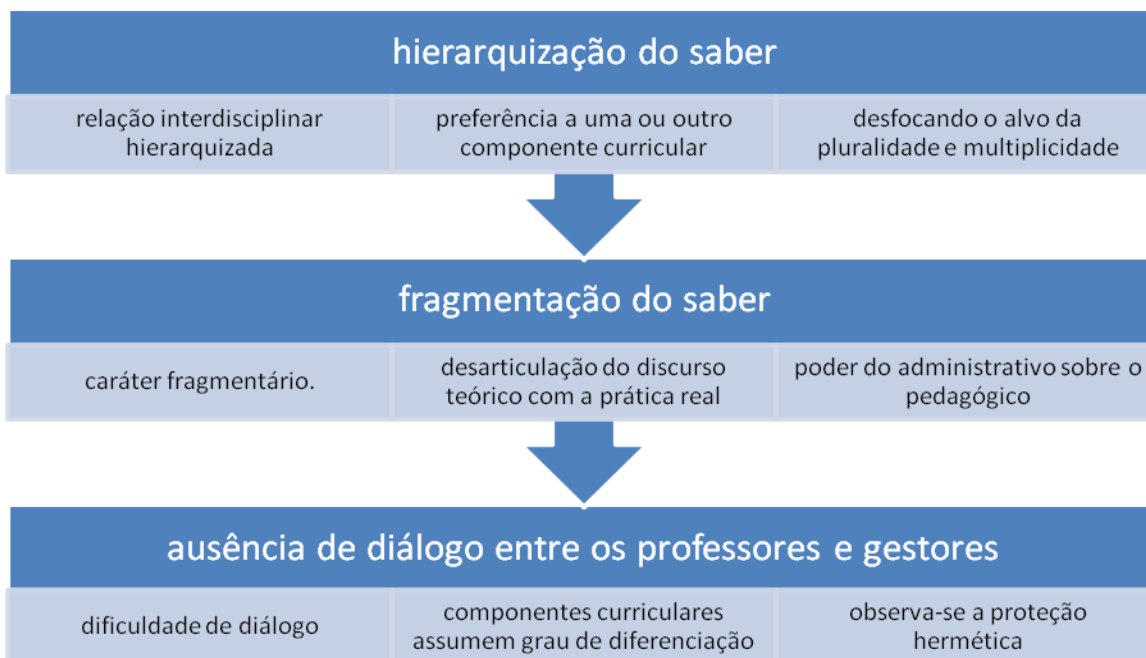 hierarquização do saber
relação interdisciplinar
hierarquizada
preferência a uma ou outro
componente curricular
desfocando o alvo da
pluralidade e multiplicidade
fragmentação do saber
caráter fragmentário.
desarticulação do discurso
teórico com a prática real
poder do administrativo sobre o
pedagógico
ausência de diálogo entre os professores e gestores
dificuldade de diálogo
componentes curriculares
assumem grau de diferenciação
observa-se a proteção
hermética